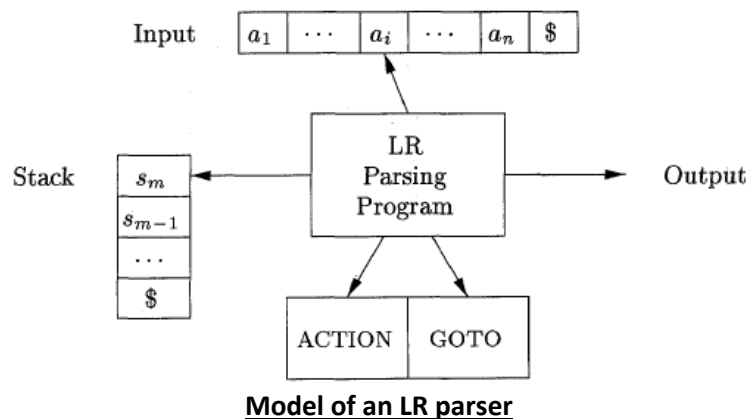 Input a₁ ⋯ aᵢ ⋯ aₙ $
LR
Parsing
Program
Stack
sₘ
sₘ₋₁
⋯
$
Output
ACTION GOTO
Model of an LR parser